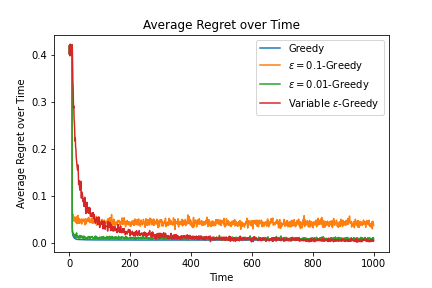 Average Regret over Time
Greedy
ε = 0.1-Greedy
ε = 0.01-Greedy
Variable ε-Greedy
Average Regret over Time
0.4
0.3
0.2
0.1
0.0
0
200
400
600
800
1000
Time